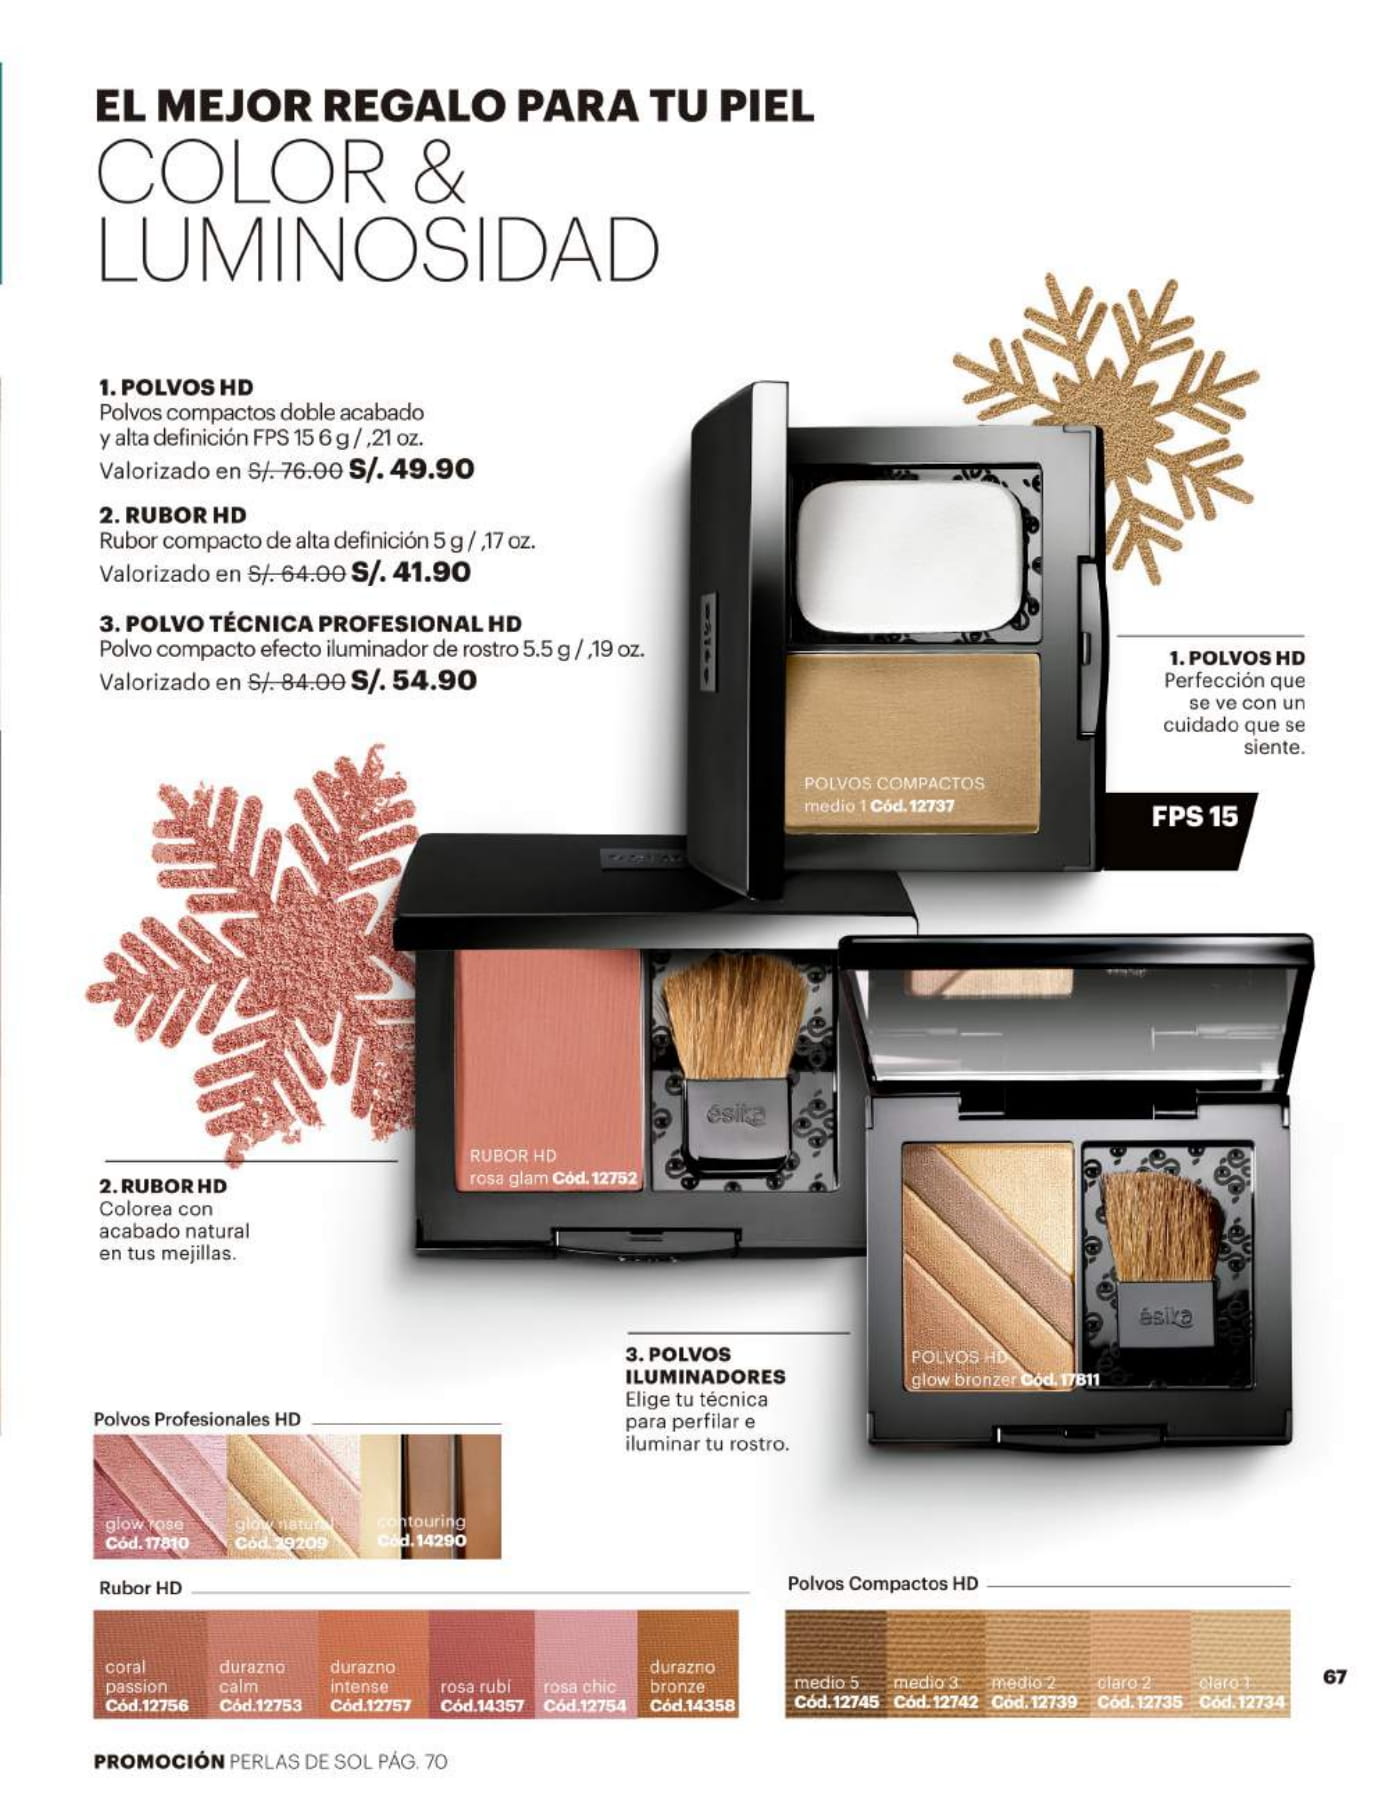 EL MEJOR REGALO PARA TU PIEL
COLOR &
LUMINOSIDAD
1. POLVOS HD
Polvos compactos doble acabado
y alta definición FPS 15 6 g / ,21 oz.
Valorizado en S/. 76.00 S/. 49.90
2. RUBOR HD
Rubor compacto de alta definición 5 g / ,17 oz.
Valorizado en S/. 64.00 S/. 41.90
3. POLVO TÉCNICA PROFESIONAL HD
Polvo compacto efecto iluminador de rostro 5.5 g / ,19 oz.
Valorizado en S/. 84.00 S/. 54.90
1. POLVOS HD
Perfección que
se ve con un
cuidado que se
siente.
POLVOS COMPACTOS
medio 1 Cód. 12737
FPS 15
ésika
RUBOR HD
rosa glam Cód. 12752
2. RUBOR HD
Colorea con
acabado natural
en tus mejillas.
ésika
POLVOS HD
glow bronzer Cód. 17811
3. POLVOS
ILUMINADORES
Elige tu técnica
para perfilar e
iluminar tu rostro.
Polvos Profesionales HD
glow rose
Cód. 17810
glow natural
Cód. 29209
contouring
Cód. 14290
Rubor HD
coral
passion
Cód.12756
durazno
calm
Cód.12753
durazno
intense
Cód.12757
rosa rubí
Cód.14357
rosa chic
Cód.12754
durazno
bronze
Cód.14358
Polvos Compactos HD
medio 5
Cód. 12745
medio 3
Cód. 12742
medio 2
Cód. 12739
claro 2
Cód. 12735
claro 1
Cód. 12734
67
PROMOCIÓN PERLAS DE SOL PÁG. 70